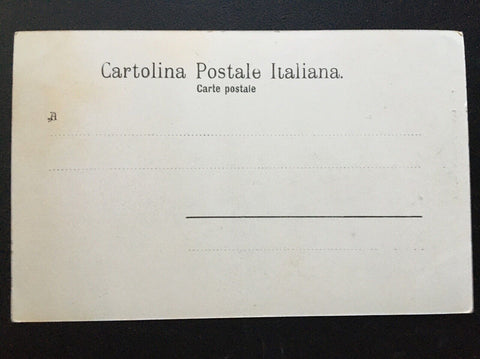 Cartolina Postale Italiana.
Carte postale
A